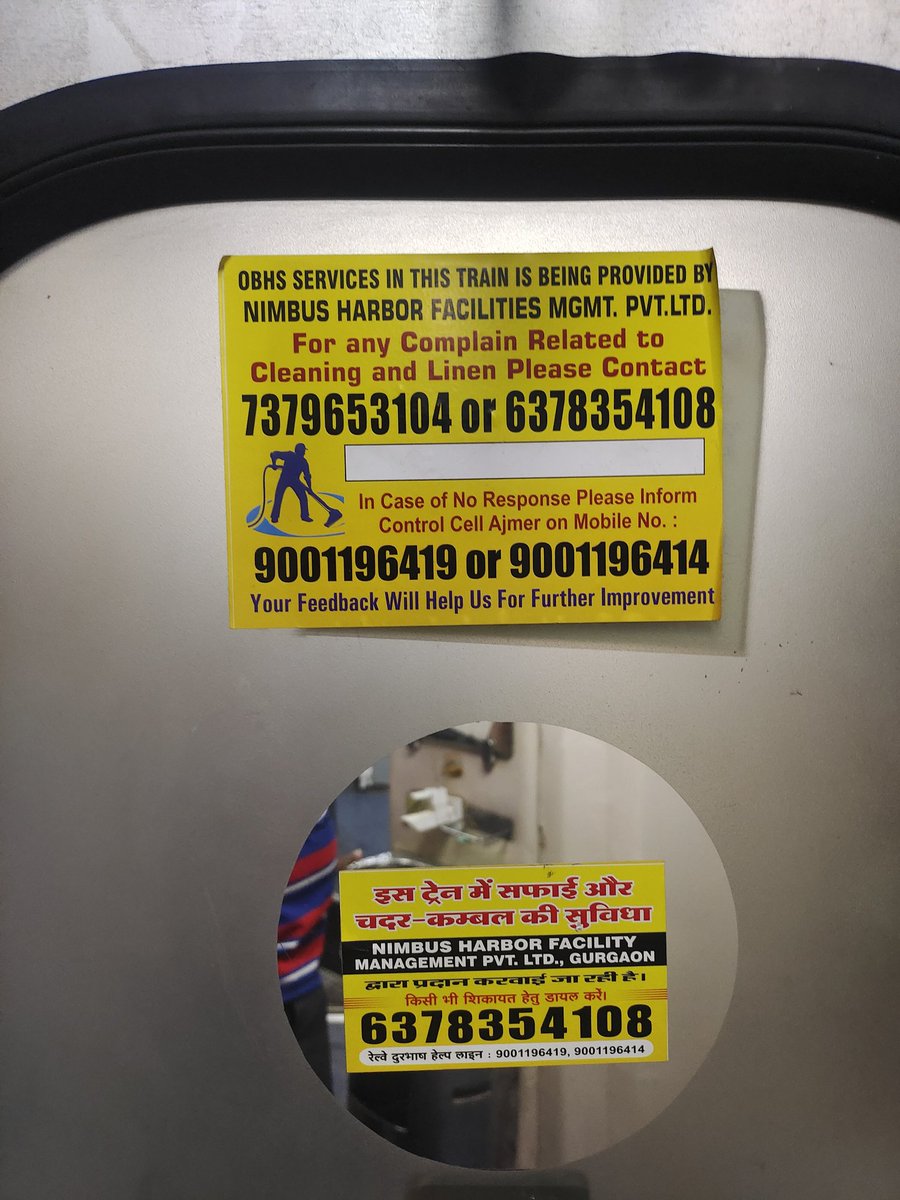 OBHS SERVICES IN THIS TRAIN IS BEING PROVIDED BY
NIMBUS HARBOR FACILITIES MGMT. PVT.LTD.
For any Complain Related to
Cleaning and Linen Please Contact
7379653104 or 6378354108
In Case of No Response Please Inform
Control Cell Ajmer on Mobile No. :
9001196419 or 9001196414
Your Feedback Will Help Us For Further Improvement
इस ट्रेन में सफाई और
चदर-कम्बल की सुविधा
NIMBUS HARBOR FACILITY
MANAGEMENT PVT. LTD., GURGAON
द्वारा प्रदान करवाई जा रही है।
किसी भी शिकायत हेतु डायल करें।
6378354108
रेल्वे दुरभाष हेल्प लाइन : 9001196419, 9001196414